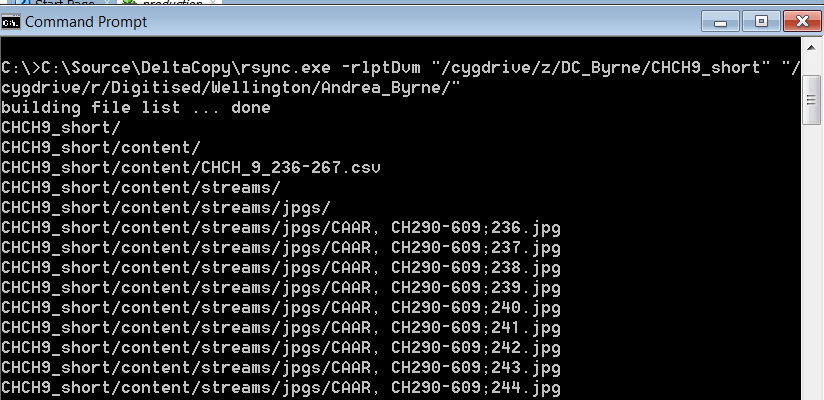 Start Page
production
Command Prompt
C:\>C:\Source\DeltaCopy\rsync.exe -rlptDvm "/cygdrive/z/DC_Byrne/CHCH9_short" "/
cygdrive/r/Digitised/Wellington/Andrea_Byrne/"
building file list ... done
CHCH9_short/
CHCH9_short/content/
CHCH9_short/content/CHCH_9_236-267.csv
CHCH9_short/content/streams/
CHCH9_short/content/streams/jpgs/
CHCH9_short/content/streams/jpgs/CAAR, CH290-609;236.jpg
CHCH9_short/content/streams/jpgs/CAAR, CH290-609;237.jpg
CHCH9_short/content/streams/jpgs/CAAR, CH290-609;238.jpg
CHCH9_short/content/streams/jpgs/CAAR, CH290-609;239.jpg
CHCH9_short/content/streams/jpgs/CAAR, CH290-609;240.jpg
CHCH9_short/content/streams/jpgs/CAAR, CH290-609;241.jpg
CHCH9_short/content/streams/jpgs/CAAR, CH290-609;242.jpg
CHCH9_short/content/streams/jpgs/CAAR, CH290-609;243.jpg
CHCH9_short/content/streams/jpgs/CAAR, CH290-609;244.jpg